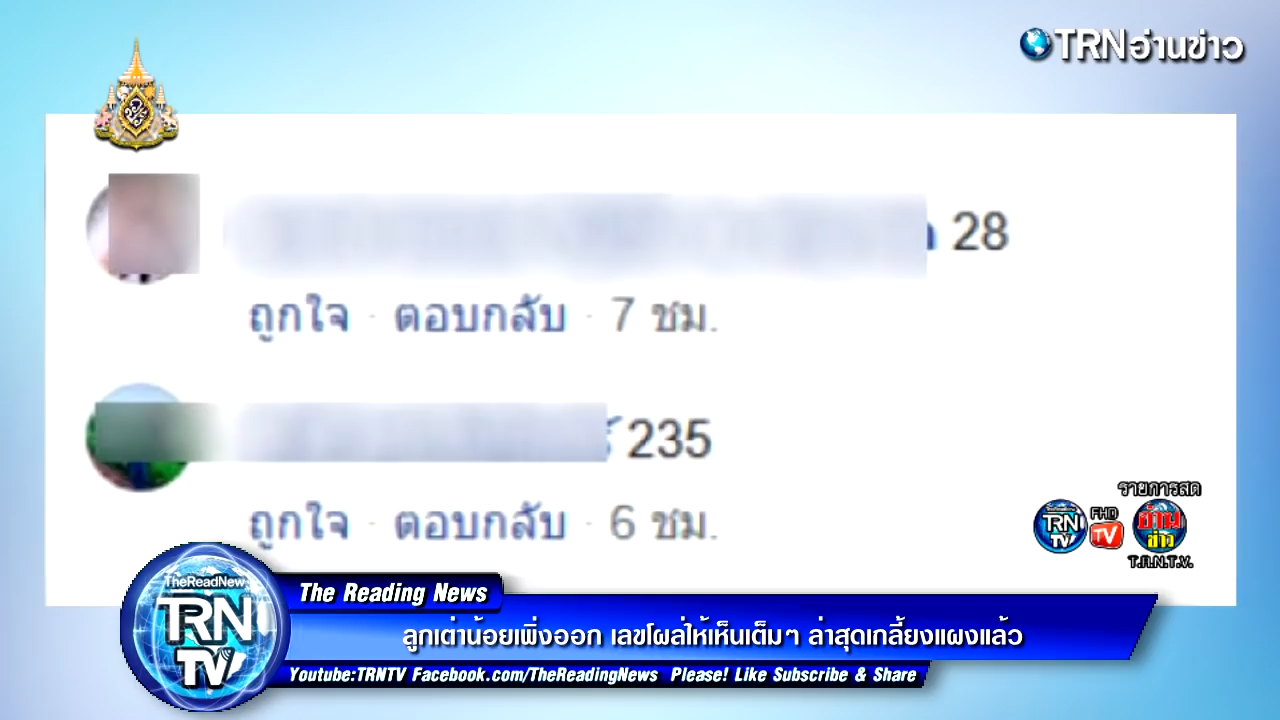 TRNอ่านข่าว
28
ถูกใจ · ตอบกลับ · 7 ชม.
235
ถูกใจ · ตอบกลับ · 6 ชม.
รายการสด
TRN TV
FHD
TV
อ่าน
ข่าว
T.R.N.T.V.
TheReadNew
TRN
TV
The Reading News
ลูกเต่าน้อยเพิ่งออก เลขโผล่ให้เห็นเต็มๆ ล่าสุดเกลี้ยงแผงแล้ว
Youtube:TRNTV Facebook.com/TheReadingNews Please! Like Subscribe & Share